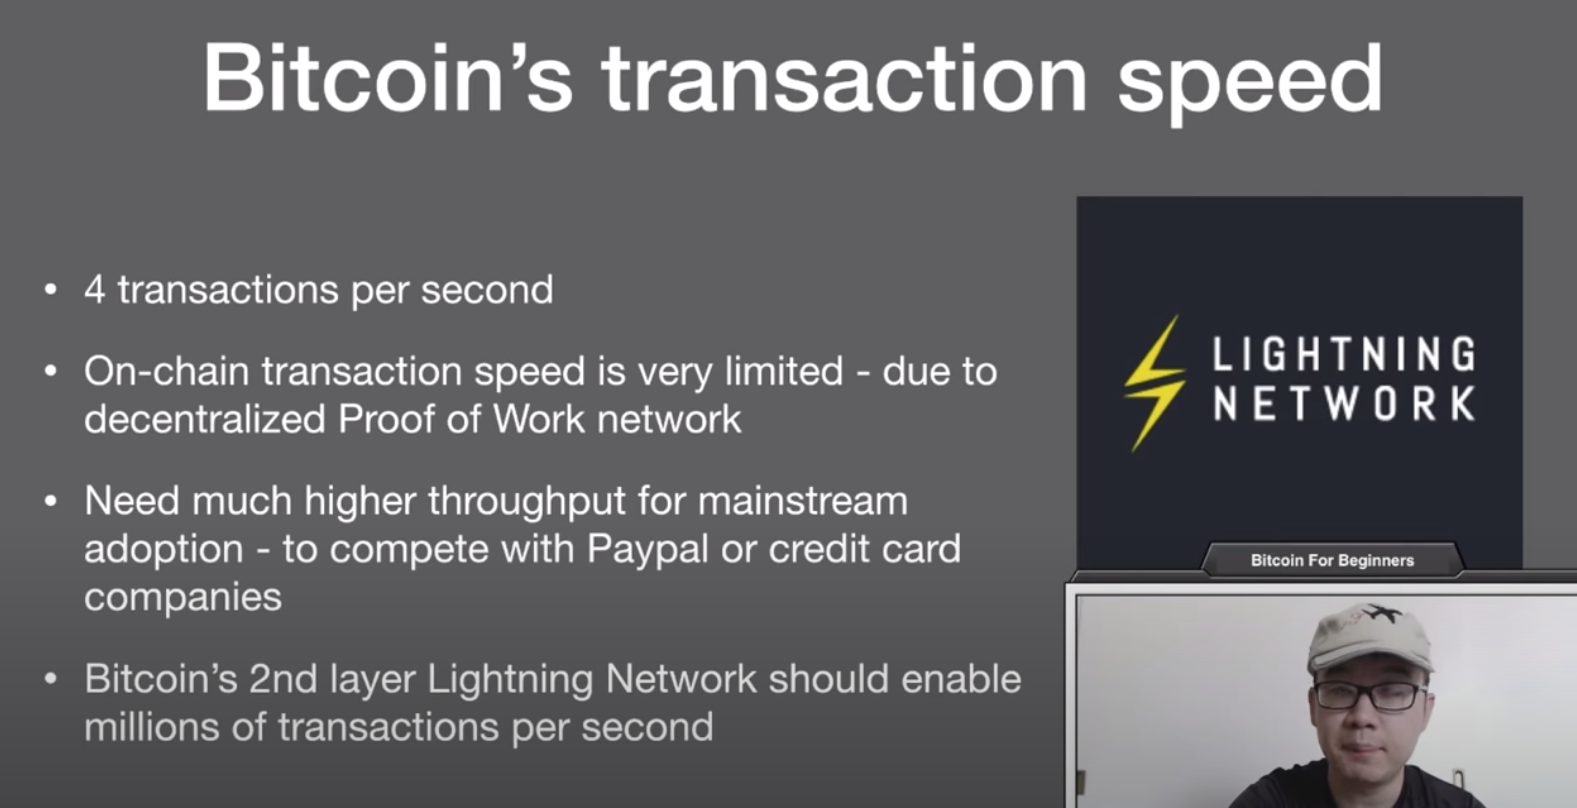 Bitcoin’s transaction speed
• 4 transactions per second
• On-chain transaction speed is very limited - due to
decentralized Proof of Work network
• Need much higher throughput for mainstream
adoption - to compete with Paypal or credit card
companies
• Bitcoin’s 2nd layer Lightning Network should enable
millions of transactions per second
LIGHTNING
NETWORK
Bitcoin For Beginners